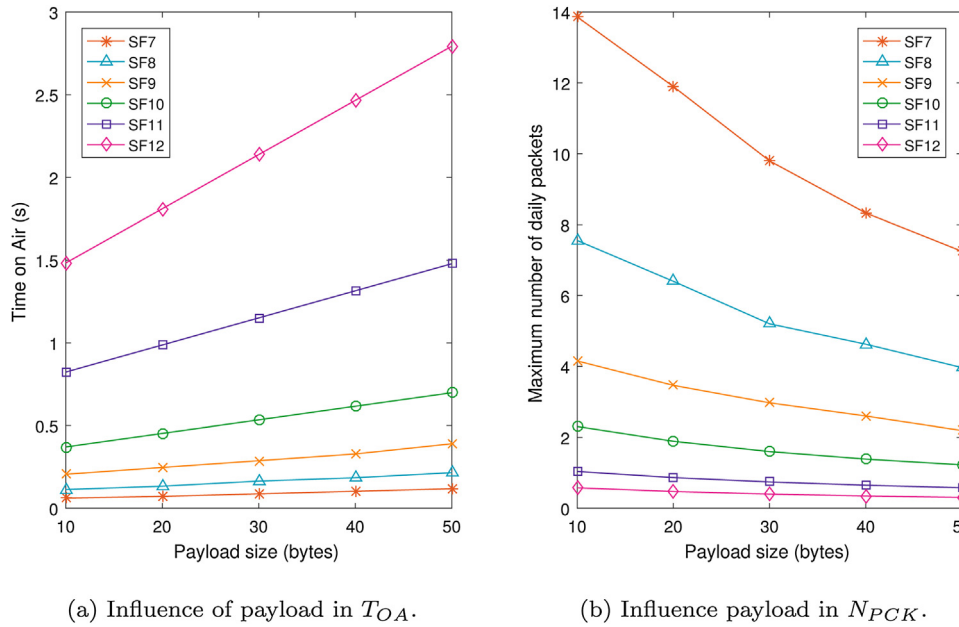 3
2.5
2
1.5
1
0.5
0
Time on Air (s)
SF7
SF8
SF9
SF10
SF11
SF12
10 20 30 40 50
Payload size (bytes)
(a) Influence of payload in T_OA.
14
12
10
8
6
4
2
0
Maximum number of daily packets
SF7
SF8
SF9
SF10
SF11
SF12
10 20 30 40 5
Payload size (bytes)
(b) Influence payload in N_PCK.